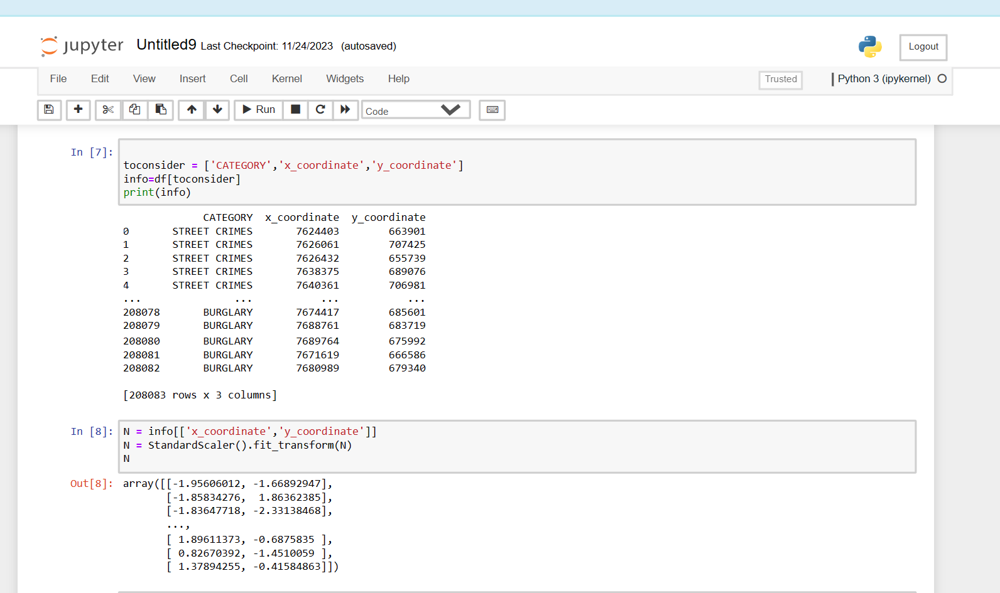 jupyter Untitled9 Last Checkpoint: 11/24/2023 (autosaved) Logout
File Edit View Insert Cell Kernel Widgets Help Trusted Python 3 (ipykernel)
Run Code
In [7]:
toconsider = ['CATEGORY','x_coordinate','y_coordinate']
info=df[toconsider]
print(info)
CATEGORY x_coordinate y_coordinate
0 STREET CRIMES 7624403 663901
1 STREET CRIMES 7626061 707425
2 STREET CRIMES 7626432 655739
3 STREET CRIMES 7638375 689076
4 STREET CRIMES 7640361 706981
... ... ... ...
208078 BURGLARY 7674417 685601
208079 BURGLARY 7688761 683719
208080 BURGLARY 7689764 675992
208081 BURGLARY 7671619 666586
208082 BURGLARY 7680989 679340
[208083 rows x 3 columns]
In [8]: N = info[['x_coordinate','y_coordinate']]
N = StandardScaler().fit_transform(N)
N
Out[8]: array([[-1.95606012, -1.66892947],
[-1.85834276, 1.86362385],
[-1.83647718, -2.33138468],
...,
[ 1.89611373, -0.6875835 ],
[ 0.82670392, -1.4510059 ],
[ 1.37894255, -0.41584863]])